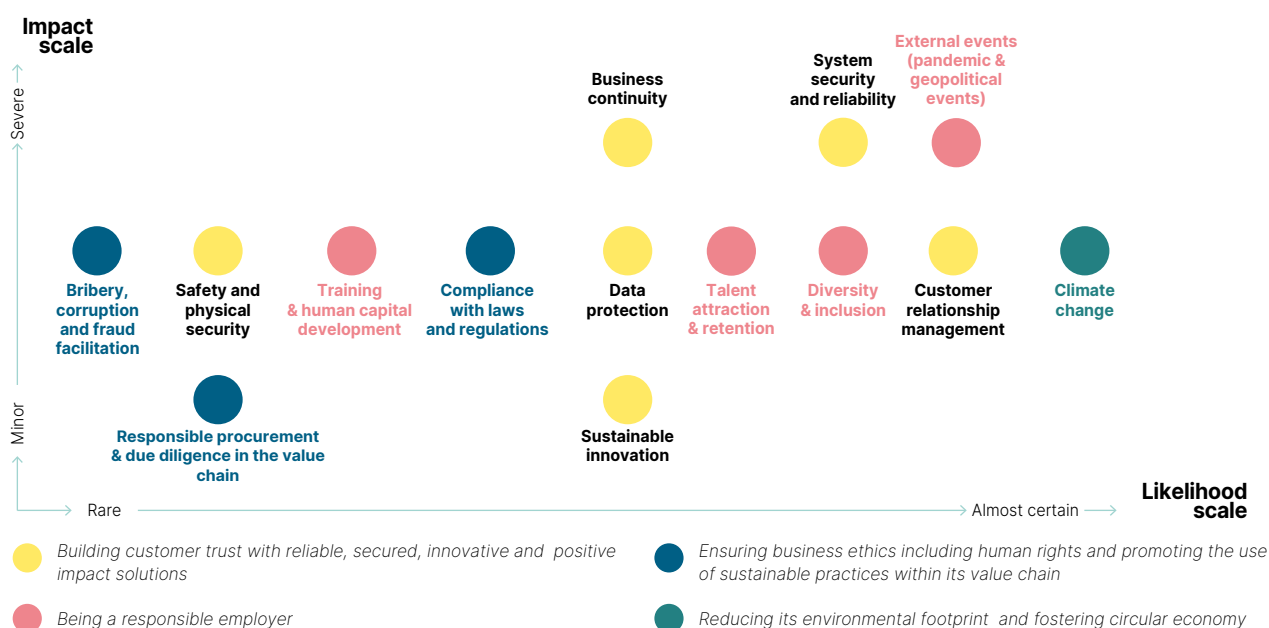 Impact
scale
Severe
Minor
Business
continuity
System
security
and reliability
External events
(pandemic &
geopolitical
events)
Bribery,
corruption
and fraud
facilitation
Safety and
physical
security
Training
& human capital
development
Compliance
with laws
and regulations
Data
protection
Talent
attraction
& retention
Diversity
& inclusion
Customer
relationship
management
Climate
change
Responsible procurement
& due diligence in the value
chain
Sustainable
innovation
Rare
Almost certain
Likelihood
scale
Building customer trust with reliable, secured, innovative and positive
impact solutions
Ensuring business ethics including human rights and promoting the use
of sustainable practices within its value chain
Being a responsible employer
Reducing its environmental footprint and fostering circular economy